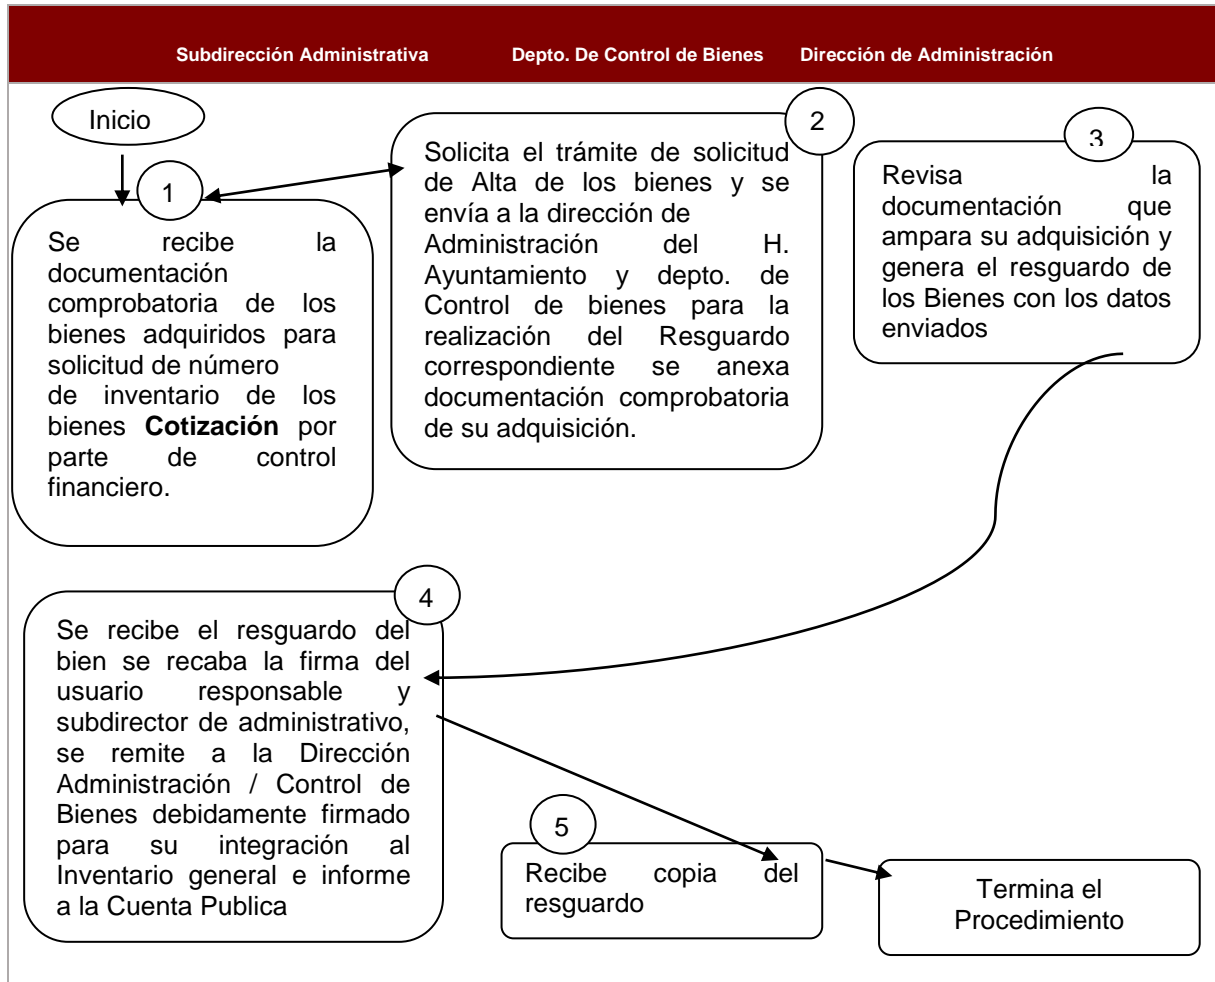 Subdirección Administrativa Depto. De Control de Bienes Dirección de Administración
Inicio
1
Se recibe la
documentación
comprobatoria de los
bienes adquiridos para
solicitud de número
de inventario de los
bienes Cotización por
parte de control
financiero.
2
Solicita el trámite de solicitud
de Alta de los bienes y se
envía a la dirección de
Administración del H.
Ayuntamiento y depto. de
Control de bienes para la
realización del Resguardo
correspondiente se anexa
documentación comprobatoria
de su adquisición.
3
Revisa la
documentación que
ampara su adquisición y
genera el resguardo de
los Bienes con los datos
enviados
4
Se recibe el resguardo del
bien se recaba la firma del
usuario responsable y
subdirector de administrativo,
se remite a la Dirección
Administración / Control de
Bienes debidamente firmado
para su integración al
Inventario general e informe
a la Cuenta Publica
5
Recibe copia del
resguardo
Termina el
Procedimiento